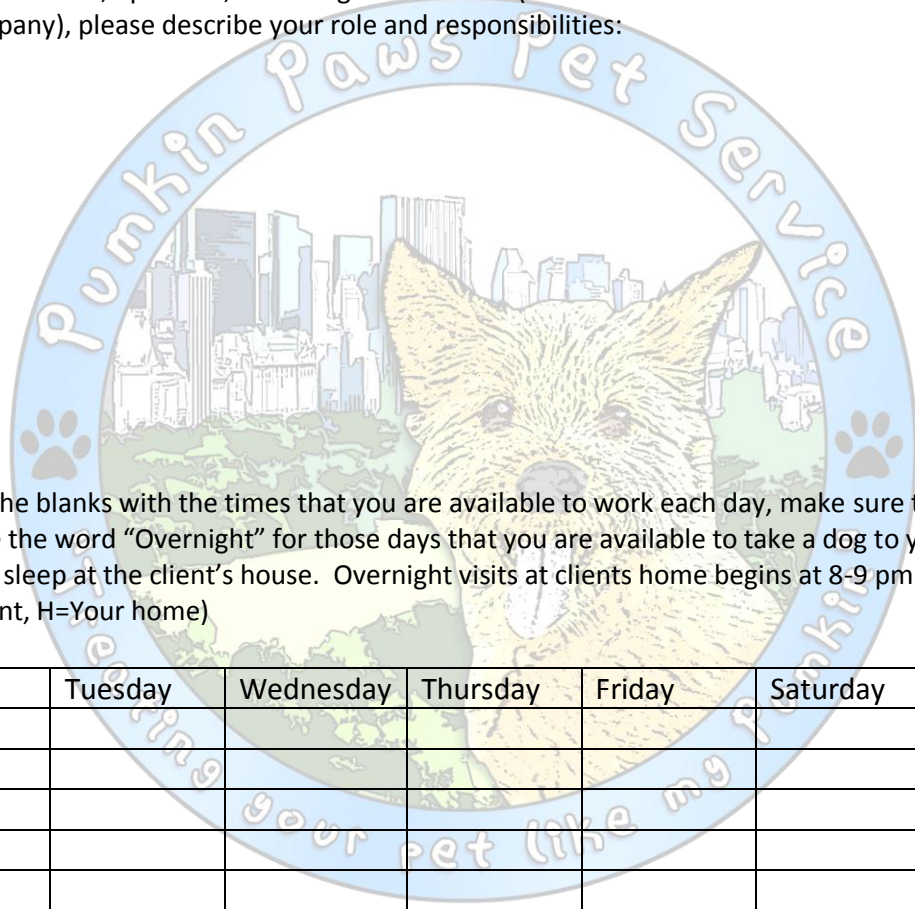 pany), please describe your role and responsibilities:
Pumkin Paws Pet Service
he blanks with the times that you are available to work each day, make sure t
the word “Overnight” for those days that you are available to take a dog to y
sleep at the client’s house. Overnight visits at clients home begins at 8-9 pm
nt, H=Your home)
Tuesday Wednesday Thursday Friday Saturday
Treating your pet like my Pumkin